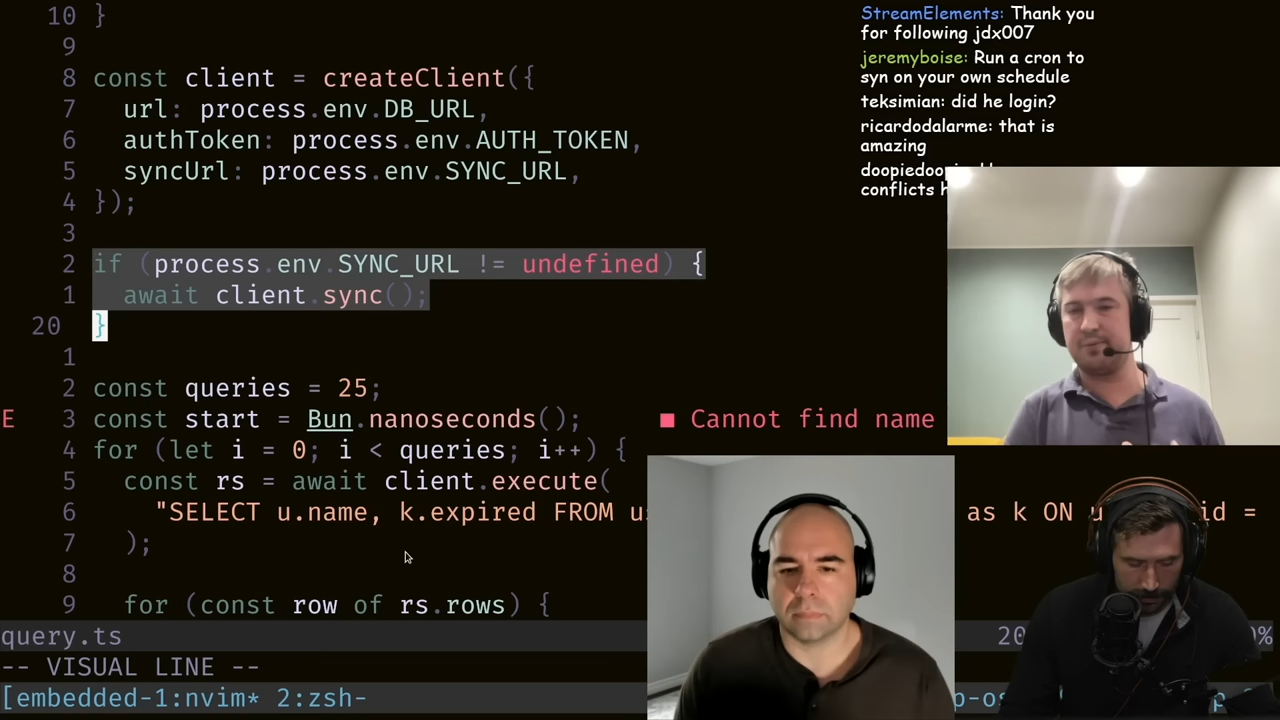 10 }
9
8 const client = createClient({
7 url: process.env.DB_URL,
6 authToken: process.env.AUTH_TOKEN,
5 syncUrl: process.env.SYNC_URL,
4 });
3
2 if (process.env.SYNC_URL != undefined) {
1 await client.sync();
20 }
1
2 const queries = 25;
E 3 const start = Bun.nanoseconds(); ■ Cannot find name
4 for (let i = 0; i < queries; i++) {
5 const rs = await client.execute(
6 "SELECT u.name, k.expired FROM as k ON id =
7 );
8
9 for (const row of rs.rows) {
query.ts 20
-- VISUAL LINE --
[embedded-1:nvim* 2:zsh-
StreamElements: Thank you
for following jdx007
jeremyboise: Run a cron to
syn on your own schedule
teksimian: did he login?
ricardodalarme: that is
amazing
conflicts